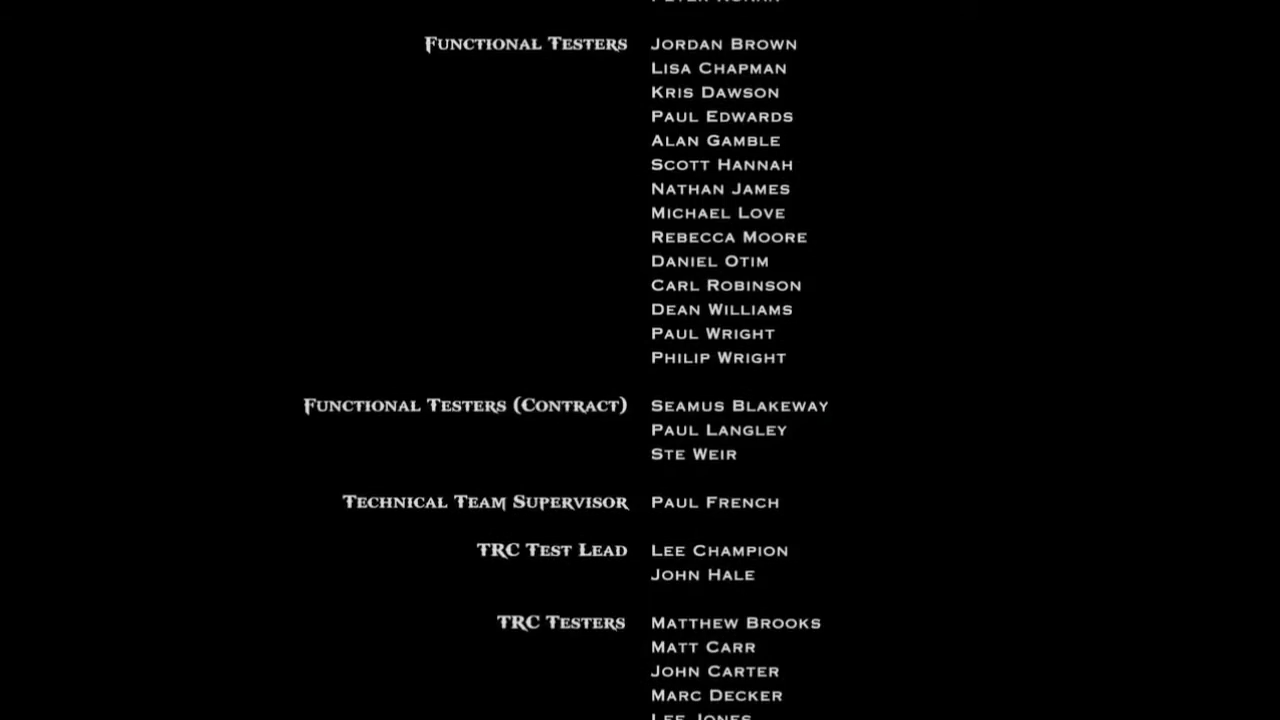 Functional Testers Jordan Brown
Lisa Chapman
Kris Dawson
Paul Edwards
Alan Gamble
Scott Hannah
Nathan James
Michael Love
Rebecca Moore
Daniel Otim
Carl Robinson
Dean Williams
Paul Wright
Philip Wright
Functional Testers (Contract) Seamus Blakeway
Paul Langley
Ste Weir
Technical Team Supervisor Paul French
TRC Test Lead Lee Champion
John Hale
TRC Testers Matthew Brooks
Matt Carr
John Carter
Marc Decker
Lee Jones